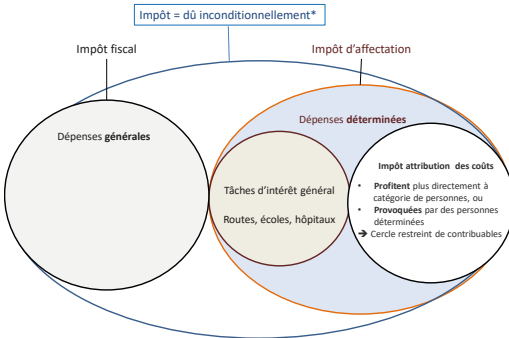 Impôt = dû inconditionnellement*
Impôt fiscal
Impôt d’affectation
Dépenses générales
Dépenses déterminées
Tâches d’intérêt général
Routes, écoles, hôpitaux
Impôt attribution des coûts
• Profitent plus directement à
catégorie de personnes, ou
• Provoquées par des personnes
déterminées
➔ Cercle restreint de contribuables